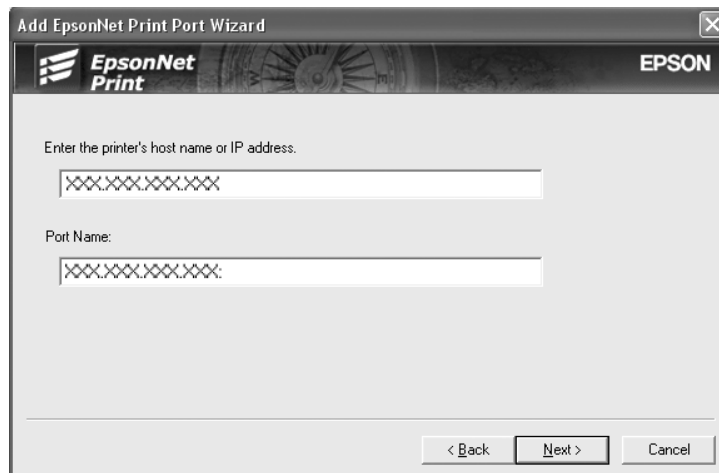 Add EpsonNet Print Port Wizard
EpsonNet
Print
EPSON
Enter the printer's host name or IP address.
XXX.XXX.XXX.XXX
Port Name:
XXX.XXX.XXX.XXX:
< Back
Next >
Cancel